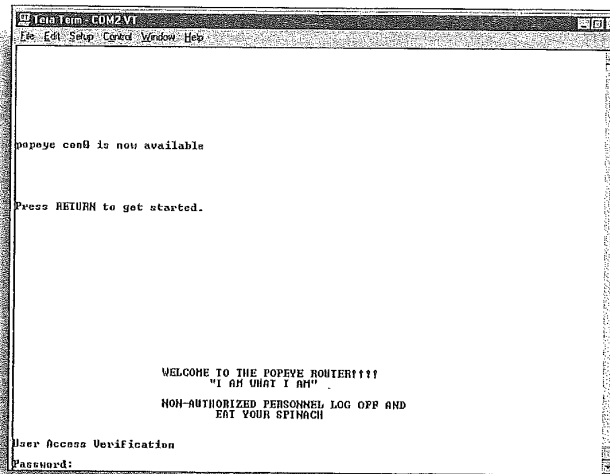 Tera Term - COM2 VT
File Edit Setup Control Window Help
popeye con0 is now available
Press RETURN to get started.
WELCOME TO THE POPEYE ROUTER!!!!
"I AM WHAT I AM"
NON-AUTHORIZED PERSONNEL LOG OFF AND
EAT YOUR SPINACH
User Access Verification
Password: